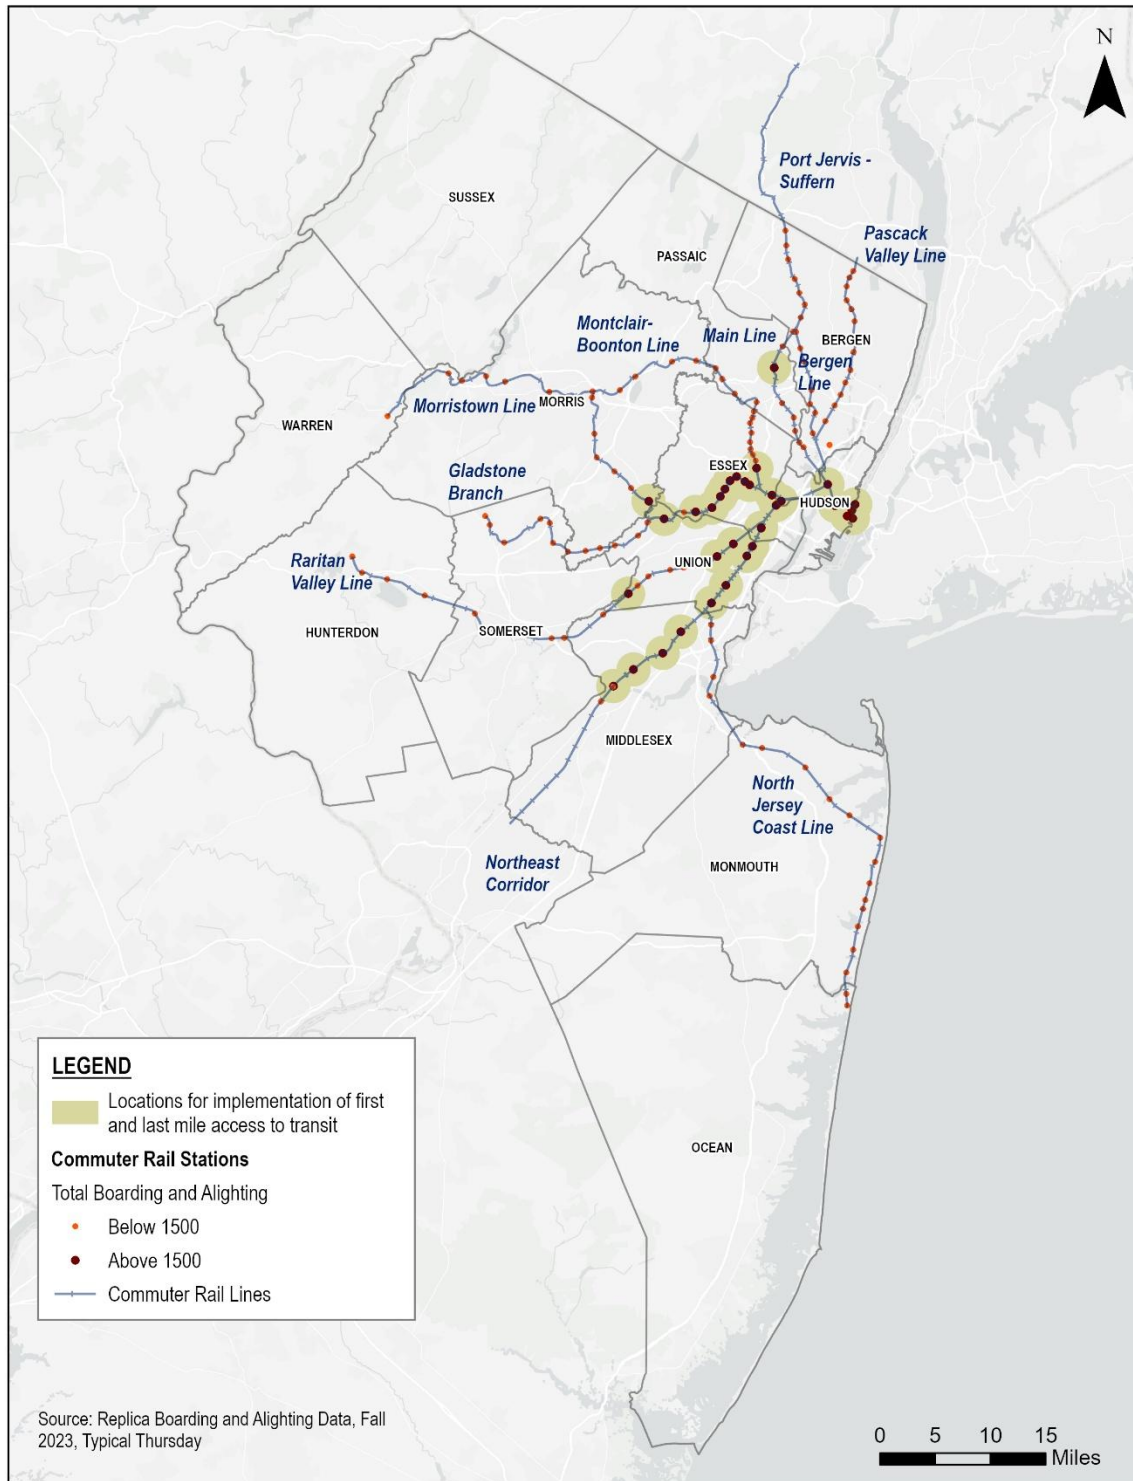 N
Port Jervis -
Suffern
SUSSEX
Pascack
Valley Line
PASSAIC
Montclair-
Boonton Line
Main Line
BERGEN
Bergen
Line
Morristown Line
MORRIS
WARREN
ESSEX
Gladstone
Branch
HUDSON
Raritan
Valley Line
UNION
HUNTERDON
SOMERSET
MIDDLESEX
North
Jersey
Coast Line
Northeast
Corridor
MONMOUTH
OCEAN
LEGEND
Locations for implementation of first
and last mile access to transit
Commuter Rail Stations
Total Boarding and Alighting
Below 1500
Above 1500
Commuter Rail Lines
Source: Replica Boarding and Alighting Data, Fall
2023, Typical Thursday
0 5 10 15
Miles